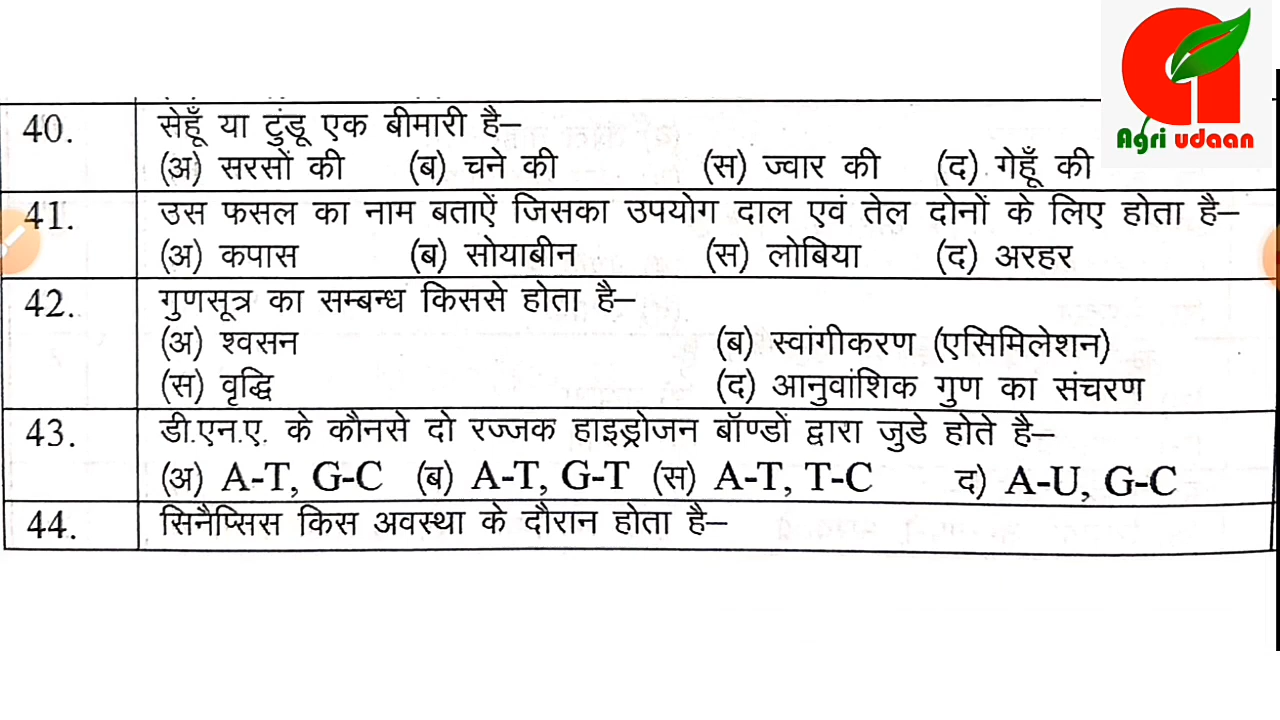 Agri udaan
40. सेहूँ या टुंडू एक बीमारी है–
(अ) सरसों की (ब) चने की (स) ज्वार की (द) गेहूँ की
41. उस फसल का नाम बताऐं जिसका उपयोग दाल एवं तेल दोनों के लिए होता है–
(अ) कपास (ब) सोयाबीन (स) लोबिया (द) अरहर
42. गुणसूत्र का सम्बन्ध किससे होता है–
(अ) श्वसन (ब) स्वांगीकरण (एसिमिलेशन)
(स) वृद्धि (द) आनुवांशिक गुण का संचरण
43. डी.एन.ए. के कौनसे दो रज्जक हाइड्रोजन बॉण्डों द्वारा जुडे होते है–
(अ) A-T, G-C (ब) A-T, G-T (स) A-T, T-C द) A-U, G-C
44. सिनैप्सिस किस अवस्था के दौरान होता है–